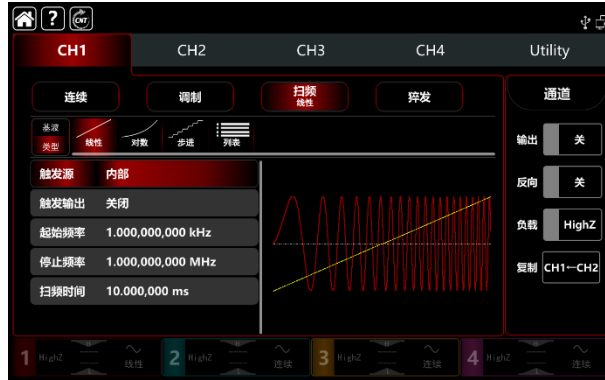 ? CNT
CH1 CH2 CH3 CH4 Utility
连续 调制 扫频 线性 猝发 通道
基波 类型 线性 对数 步进 列表
输出 关
触发源 内部
反向 关
触发输出 关闭
起始频率 1.000,000,000 kHz
负载 HighZ
停止频率 1.000,000,000 MHz
复制 CH1←CH2
扫频时间 10.000,000 ms
1 HighZ 线性 2 HighZ 连续 3 HighZ 连续 4 HighZ 连续